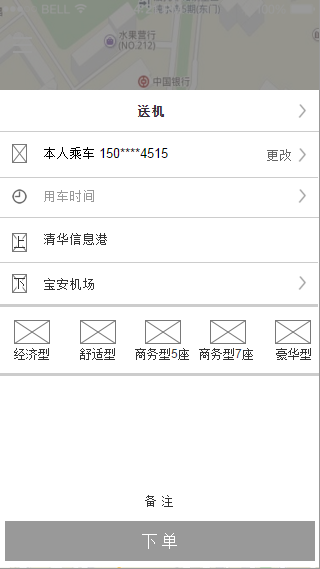 BELL
水果营行
(NO.212)
中国银行
送机
本人乘车 150****4515
更改
用车时间
上
清华信息港
下
宝安机场
经济型 舒适型 商务型5座 商务型7座 豪华型
备注
下单